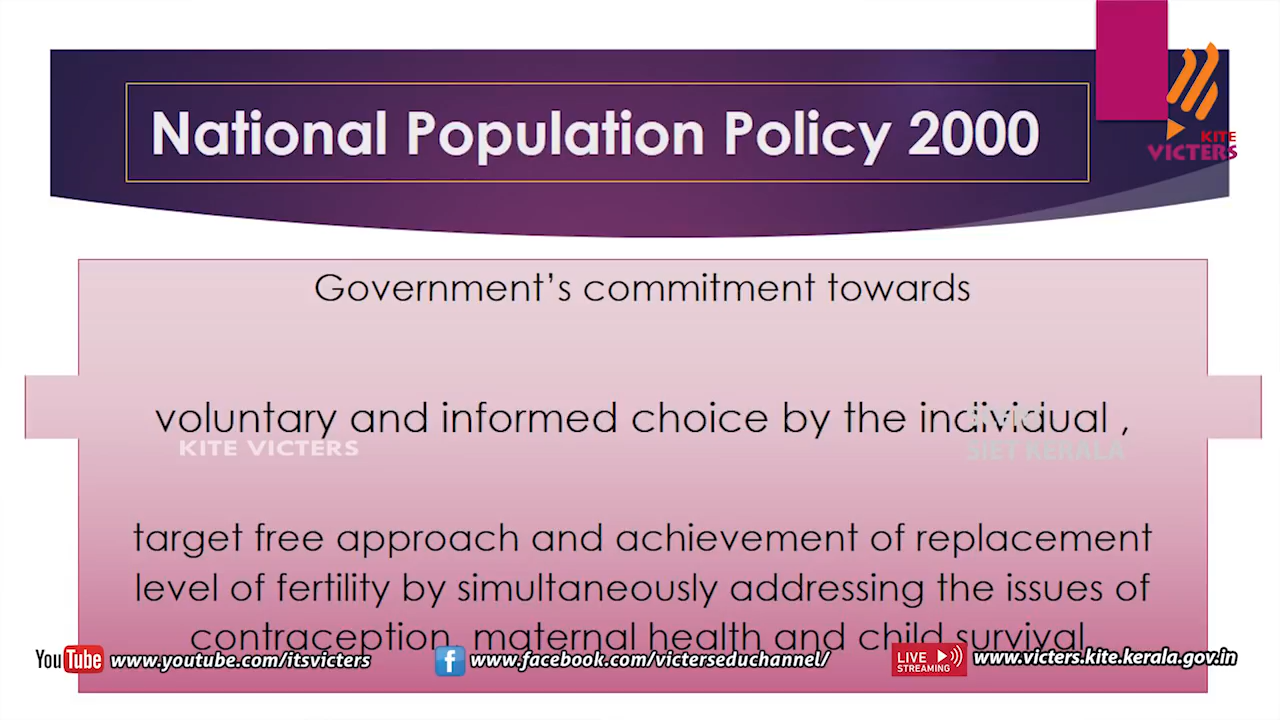 National Population Policy 2000
KITE
VICTERS
Government's commitment towards
voluntary and informed choice by the individual ,
KITE VICTERS
SIET KERALA
target free approach and achievement of replacement
level of fertility by simultaneously addressing the issues of
contraception, maternal health and child survival
YouTube www.youtube.com/itsvicters
f www.facebook.com/victerseduchannel/
LIVE
STREAMING
www.victers.kite.kerala.gov.in